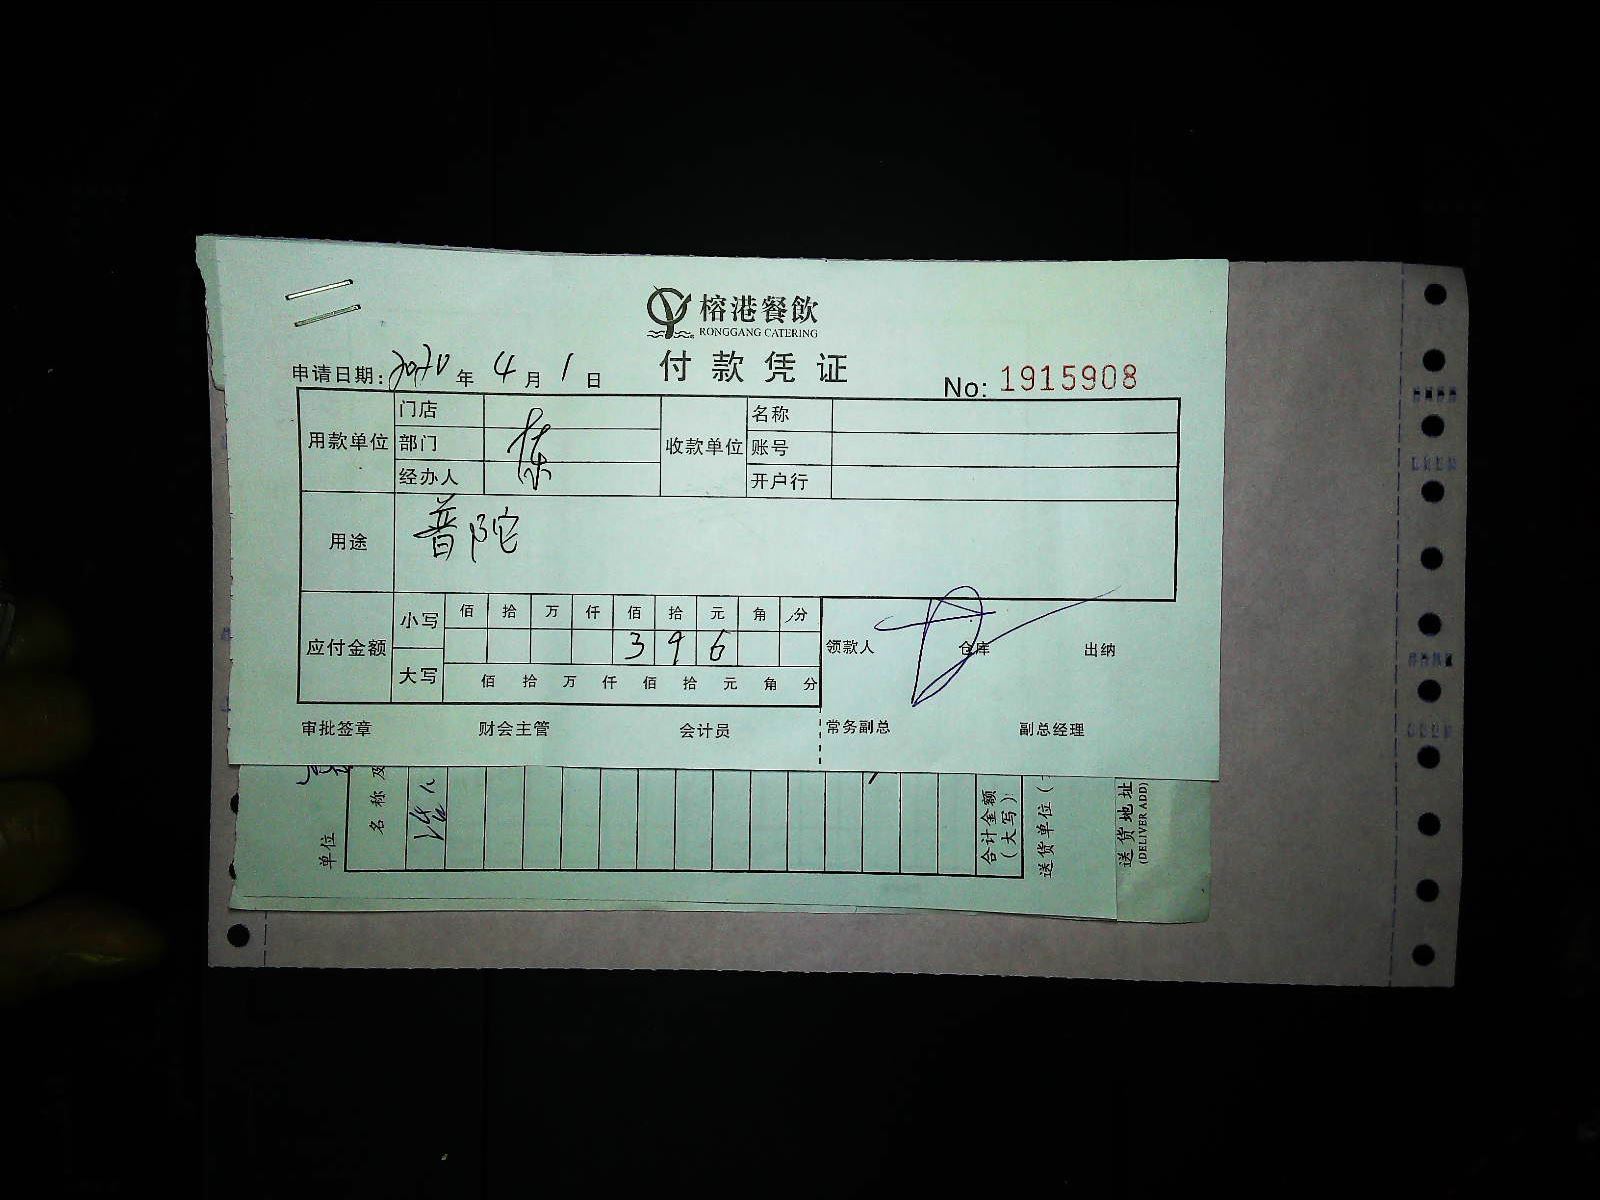 榕港餐飲
RONGGANG CATERING
付款凭证
申请日期: 2020 年 4 月 1 日
No: 1915908
用款单位 门店 部门 经办人
收款单位 名称 账号 开户行
用途 普陀
应付金额 小写 佰 拾 万 仟 佰 拾 元 角 分
3 9 6
大写 佰 拾 万 仟 佰 拾 元 角 分
领款人 仓库 出纳
审批签章 财会主管 会计员 常务副总 副总经理
单位
名称及
合计金额
(大写)
送货单位(
送货地址
(DELIVER ADD)